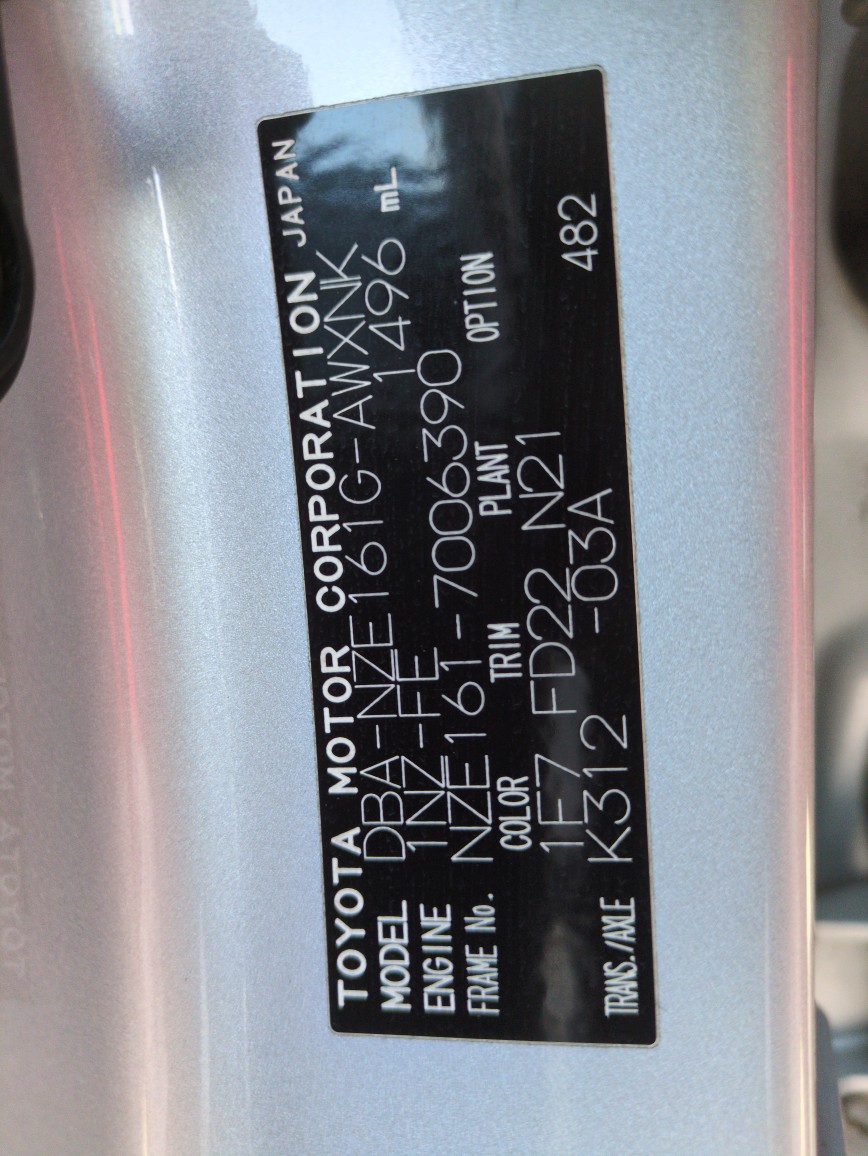 TOYOTA MOTOR CORPORATION JAPAN
MODEL DBA-NZE161G-AWXNK
ENGINE 1NZ-FE 1496 mL
FRAME No. NZE161-7006390
COLOR TRIM PLANT OPTION
1F7 FD22 N21
TRANS./AXLE K312 -03A 482